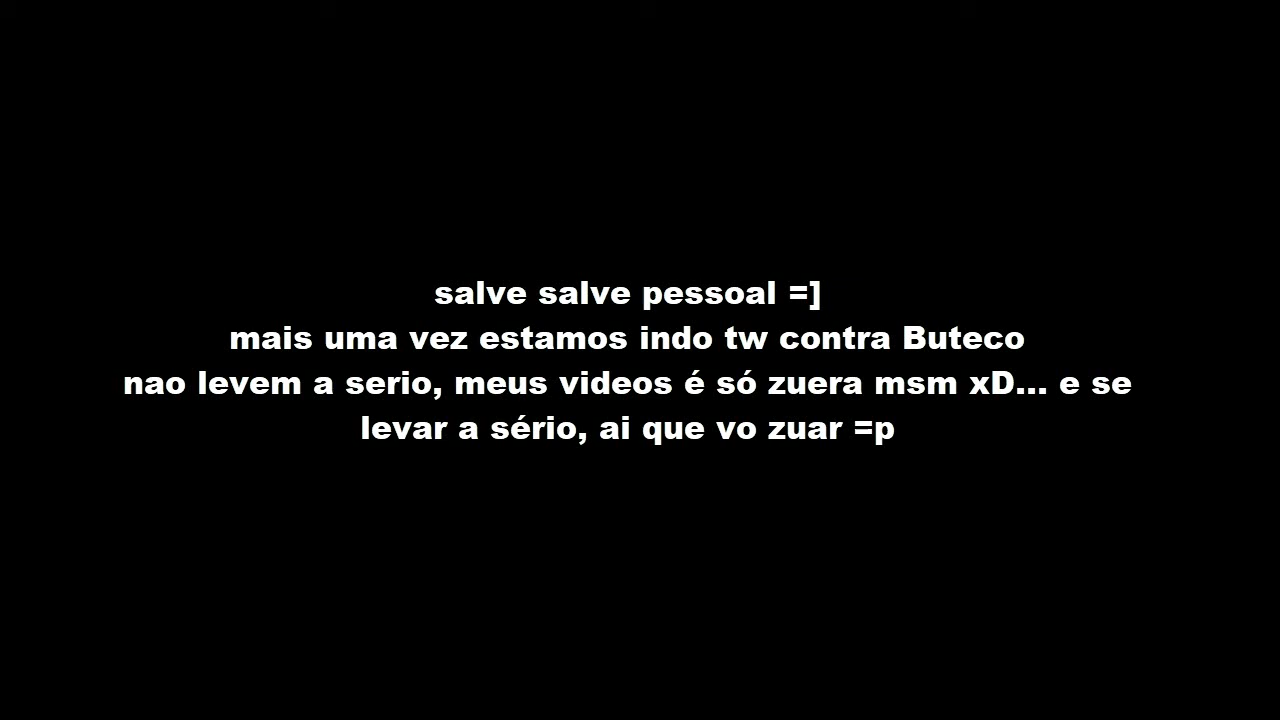 salve salve pessoal =]
mais uma vez estamos indo tw contra Buteco
nao levem a serio, meus videos é só zuera msm xD... e se
levar a sério, ai que vo zuar =p